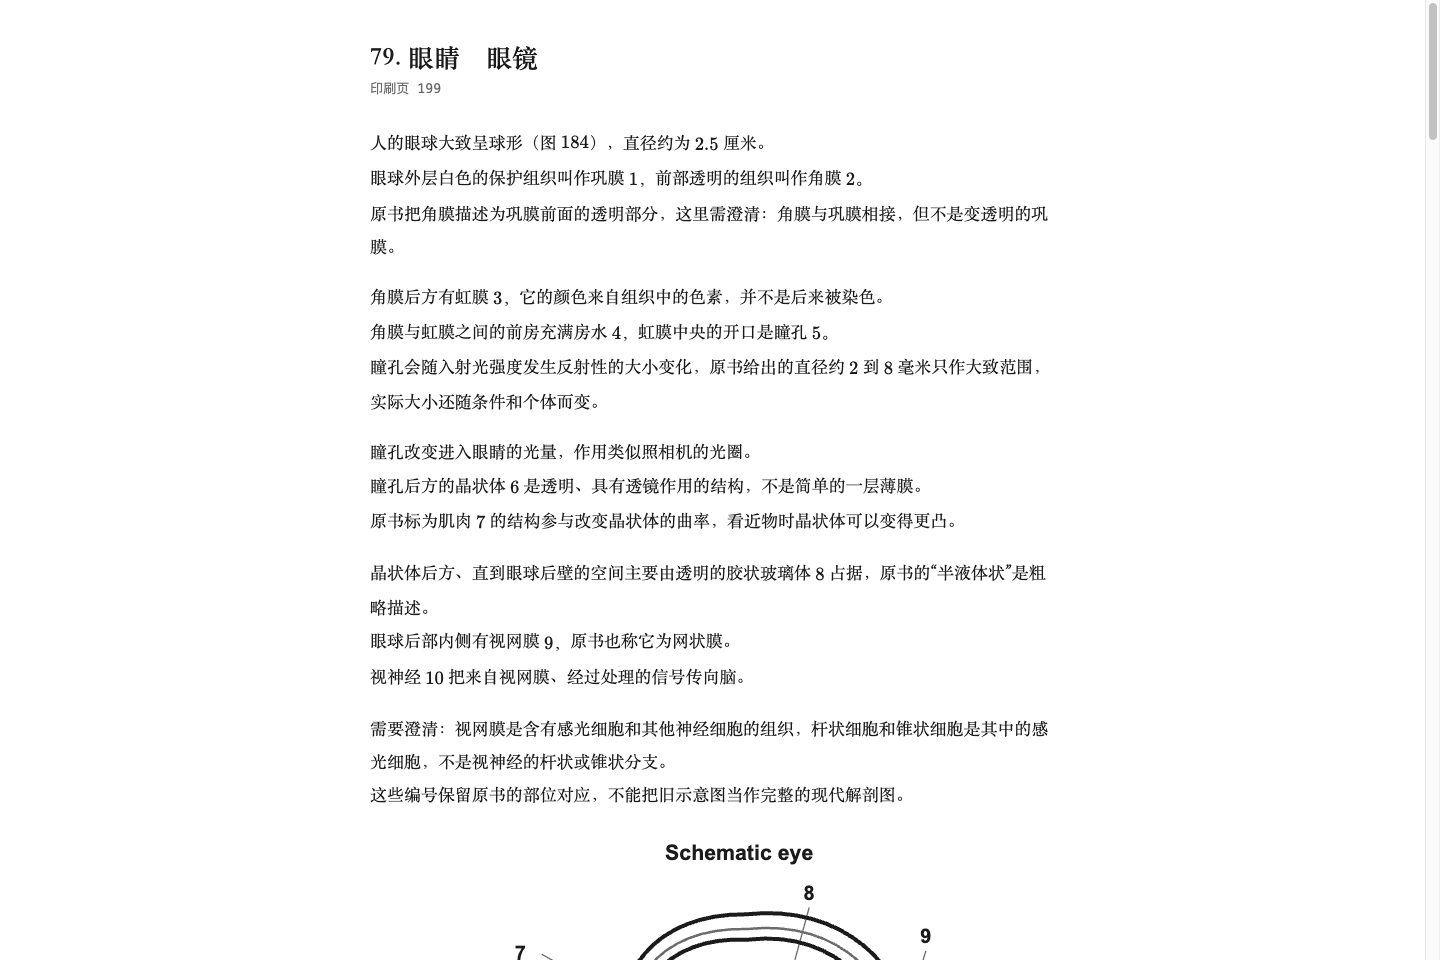 79. 眼睛　眼镜
印刷页 199
人的眼球大致呈球形（图 184），直径约为 2.5 厘米。
眼球外层白色的保护组织叫作巩膜 1，前部透明的组织叫作角膜 2。
原书把角膜描述为巩膜前面的透明部分，这里需澄清：角膜与巩膜相接，但不是变透明的巩
膜。
角膜后方有虹膜 3，它的颜色来自组织中的色素，并不是后来被染色。
角膜与虹膜之间的前房充满房水 4，虹膜中央的开口是瞳孔 5。
瞳孔会随入射光强度发生反射性的大小变化，原书给出的直径约 2 到 8 毫米只作大致范围，
实际大小还随条件和个体而变。
瞳孔改变进入眼睛的光量，作用类似照相机的光圈。
瞳孔后方的晶状体 6 是透明、具有透镜作用的结构，不是简单的一层薄膜。
原书标为肌肉 7 的结构参与改变晶状体的曲率，看近物时晶状体可以变得更凸。
晶状体后方、直到眼球后壁的空间主要由透明的胶状玻璃体 8 占据，原书的“半液体状”是粗
略描述。
眼球后部内侧有视网膜 9，原书也称它为网状膜。
视神经 10 把来自视网膜、经过处理的信号传向脑。
需要澄清：视网膜是含有感光细胞和其他神经细胞的组织，杆状细胞和锥状细胞是其中的感
光细胞，不是视神经的杆状或锥状分支。
这些编号保留原书的部位对应，不能把旧示意图当作完整的现代解剖图。
Schematic eye
8
9
7